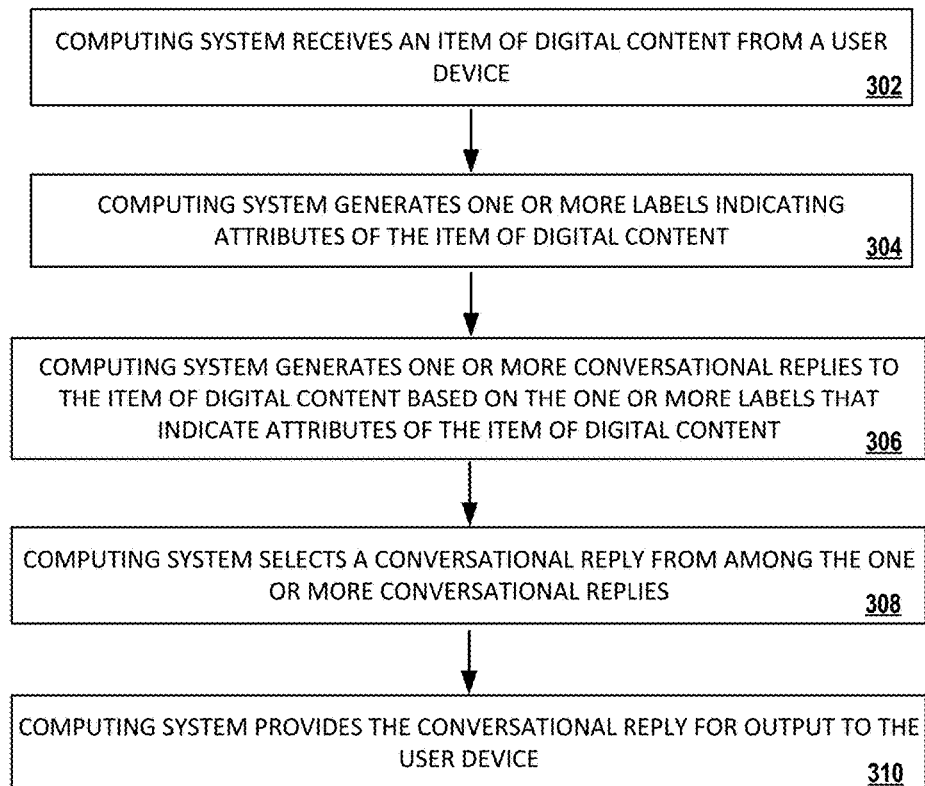 COMPUTING SYSTEM RECEIVES AN ITEM OF DIGITAL CONTENT FROM A USER
DEVICE
302
COMPUTING SYSTEM GENERATES ONE OR MORE LABELS INDICATING
ATTRIBUTES OF THE ITEM OF DIGITAL CONTENT
304
COMPUTING SYSTEM GENERATES ONE OR MORE CONVERSATIONAL REPLIES TO
THE ITEM OF DIGITAL CONTENT BASED ON THE ONE OR MORE LABELS THAT
INDICATE ATTRIBUTES OF THE ITEM OF DIGITAL CONTENT
306
COMPUTING SYSTEM SELECTS A CONVERSATIONAL REPLY FROM AMONG THE ONE
OR MORE CONVERSATIONAL REPLIES
308
COMPUTING SYSTEM PROVIDES THE CONVERSATIONAL REPLY FOR OUTPUT TO THE
USER DEVICE
310